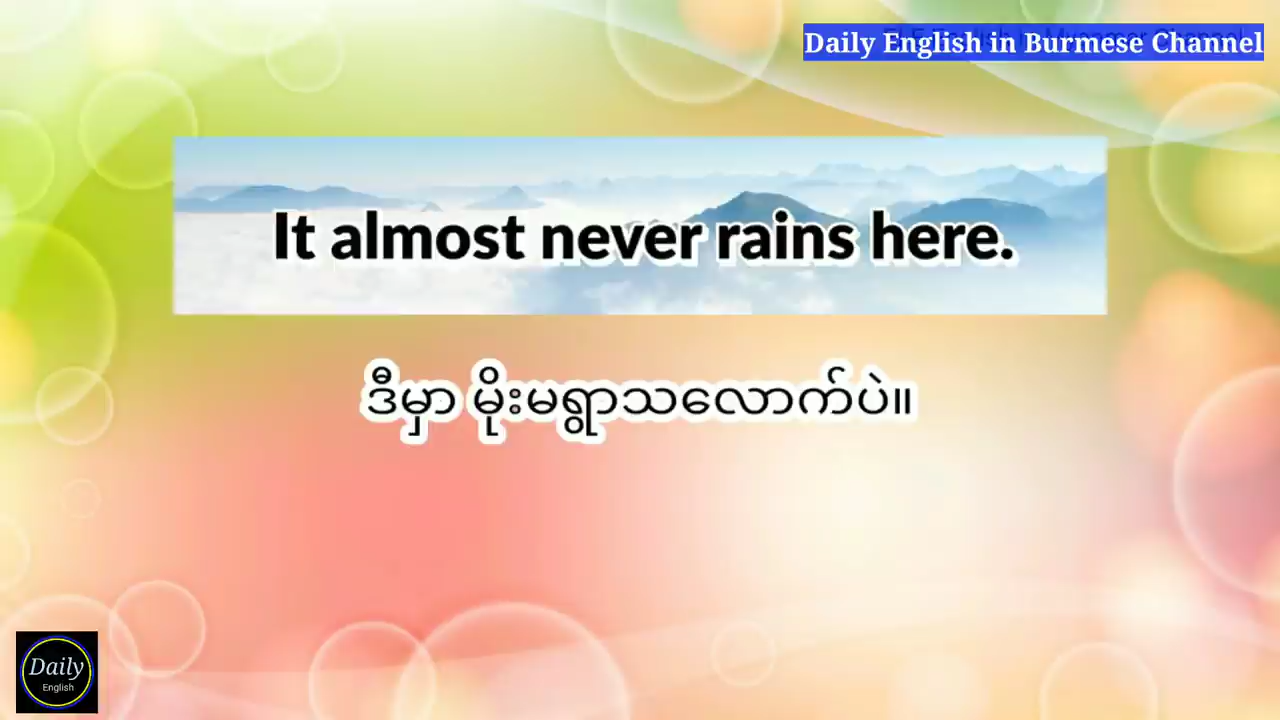 Daily English in Burmese Channel
It almost never rains here.
ဒီမှာ မိုးမရွာသလောက်ပဲ။
Daily
English